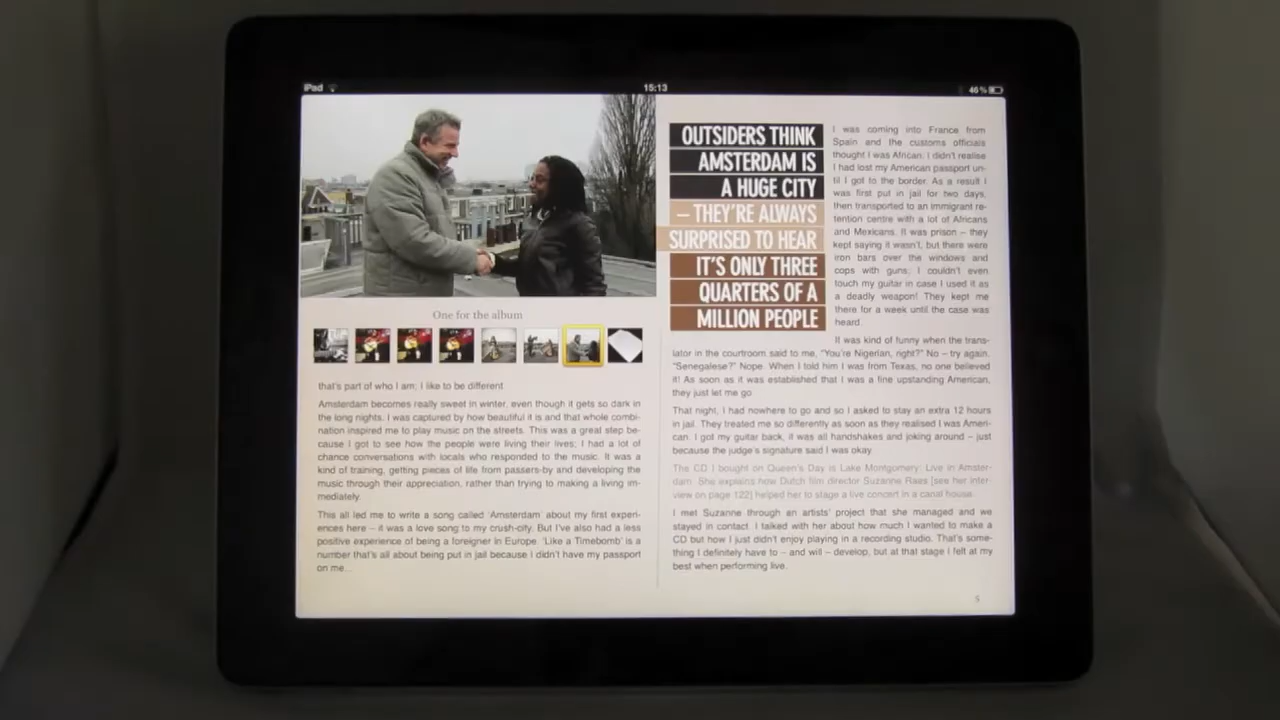 iPod
15:13
46%
One for the album
that's part of who I am; I like to be different
Amsterdam becomes really sweet in winter, even though it gets so dark in
the long nights. I was captured by how beautiful it is and that whole combi-
nation inspired me to play music on the streets. This was a great step be-
cause I got to see how the people were living their lives; I had a lot of
chance conversations with locals who responded to the music. It was a
kind of training, getting pieces of life from passers-by and developing the
music through their appreciation, rather than trying to making a living im-
mediately.
This all led me to write a song called 'Amsterdam' about my first experi-
ences here – it was a love song to my crush-city. But I've also had a less
positive experience of being a foreigner in Europe. 'Like a Timebomb' is a
number that's all about being put in jail because I didn't have my passport
on me...
OUTSIDERS THINK
AMSTERDAM IS
A HUGE CITY
– THEY'RE ALWAYS
SURPRISED TO HEAR
IT'S ONLY THREE
QUARTERS OF A
MILLION PEOPLE
I was coming into France from
Spain and the customs officials
thought I was African; I didn't realise
I had lost my American passport un-
til I got to the border. As a result I
was first put in jail for two days,
then transported to an immigrant re-
tention centre with a lot of Africans
and Mexicans. It was prison – they
kept saying it wasn't, but there were
iron bars over the windows and
cops with guns; I couldn't even
touch my guitar in case I used it as
a deadly weapon! They kept me
there for a week until the case was
heard.
It was kind of funny when the trans-
lator in the courtroom said to me, "You're Nigerian, right?" No – try again.
"Senegalese?" Nope. When I told him I was from Texas, no one believed
it! As soon as it was established that I was a fine upstanding American,
they just let me go
That night, I had nowhere to go and so I asked to stay an extra 12 hours
in jail. They treated me so differently as soon as they realised I was Ameri-
can. I got my guitar back, it was all handshakes and joking around – just
because the judge's signature said I was okay
The CD I bought on Queen's Day is Lake Montgomery: Live in Amster-
dam. She explains how Dutch film director Suzanne Raes [see her inter-
view on page 122] helped her to stage a live concert in a canal house.
I met Suzanne through an artists' project that she managed and we
stayed in contact. I talked with her about how much I wanted to make a
CD but how I just didn't enjoy playing in a recording studio. That's some-
thing I definitely have to – and will – develop, but at that stage I felt at my
best when performing live.
5